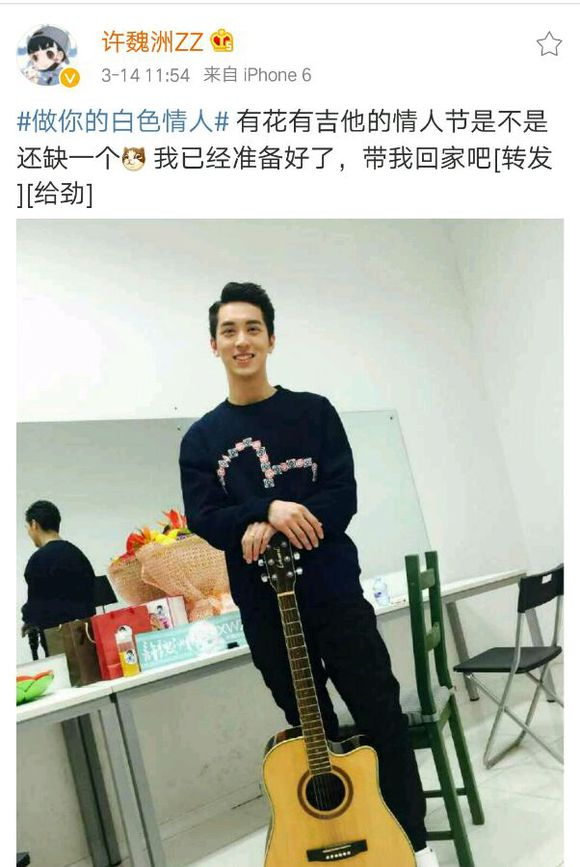 许魏洲ZZ
3-14 11:54 来自 iPhone 6
#做你的白色情人# 有花有吉他的情人节是不是
还缺一个 我已经准备好了，带我回家吧[转发
][给劲]